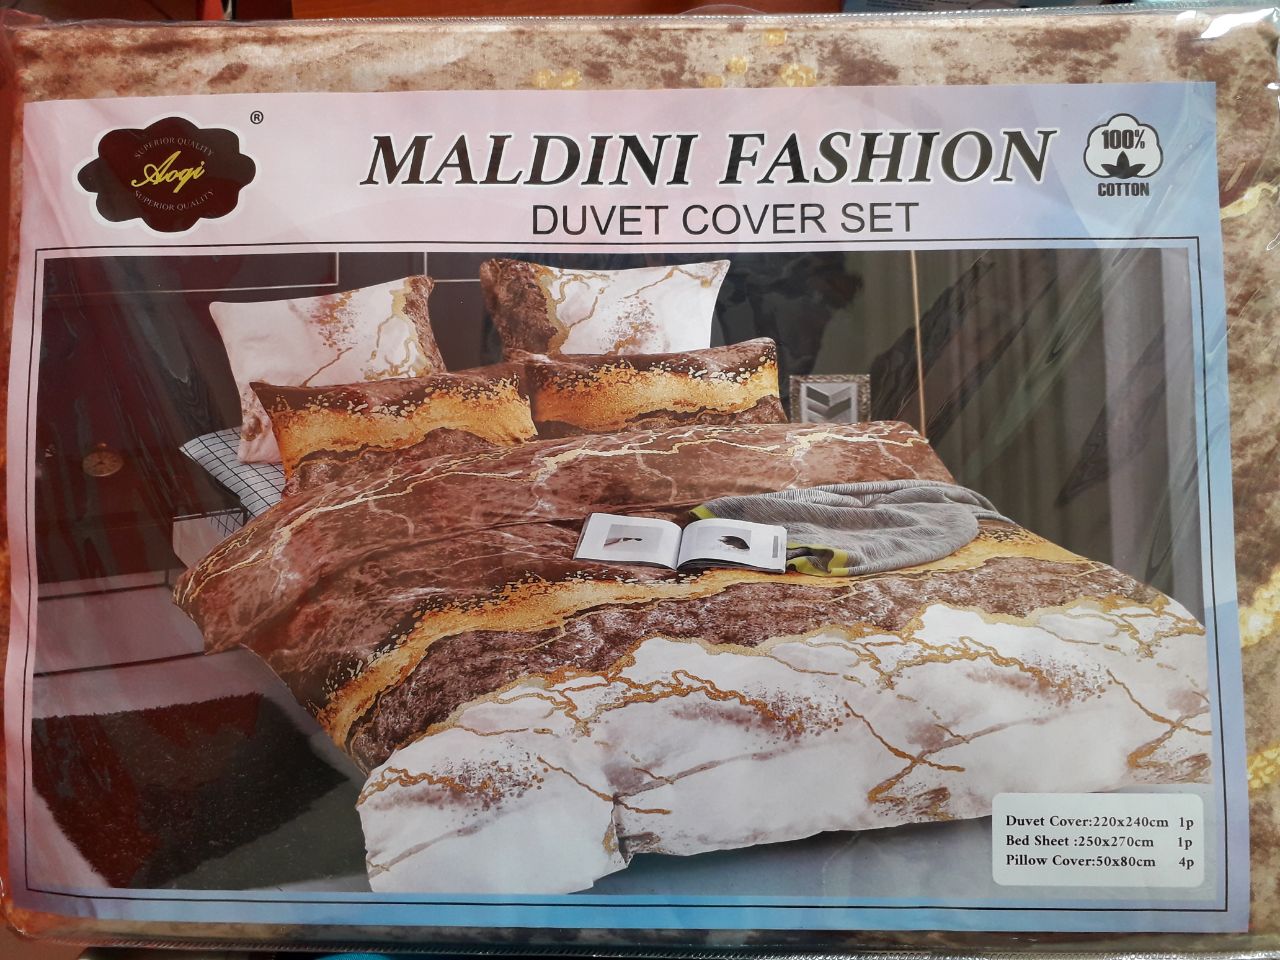 SUPERIOR QUALITY
Aoqi
SUPERIOR QUALITY
®
MALDINI FASHION
DUVET COVER SET
100%
COTTON
Duvet Cover:220x240cm 1p
Bed Sheet :250x270cm 1p
Pillow Cover:50x80cm 4p